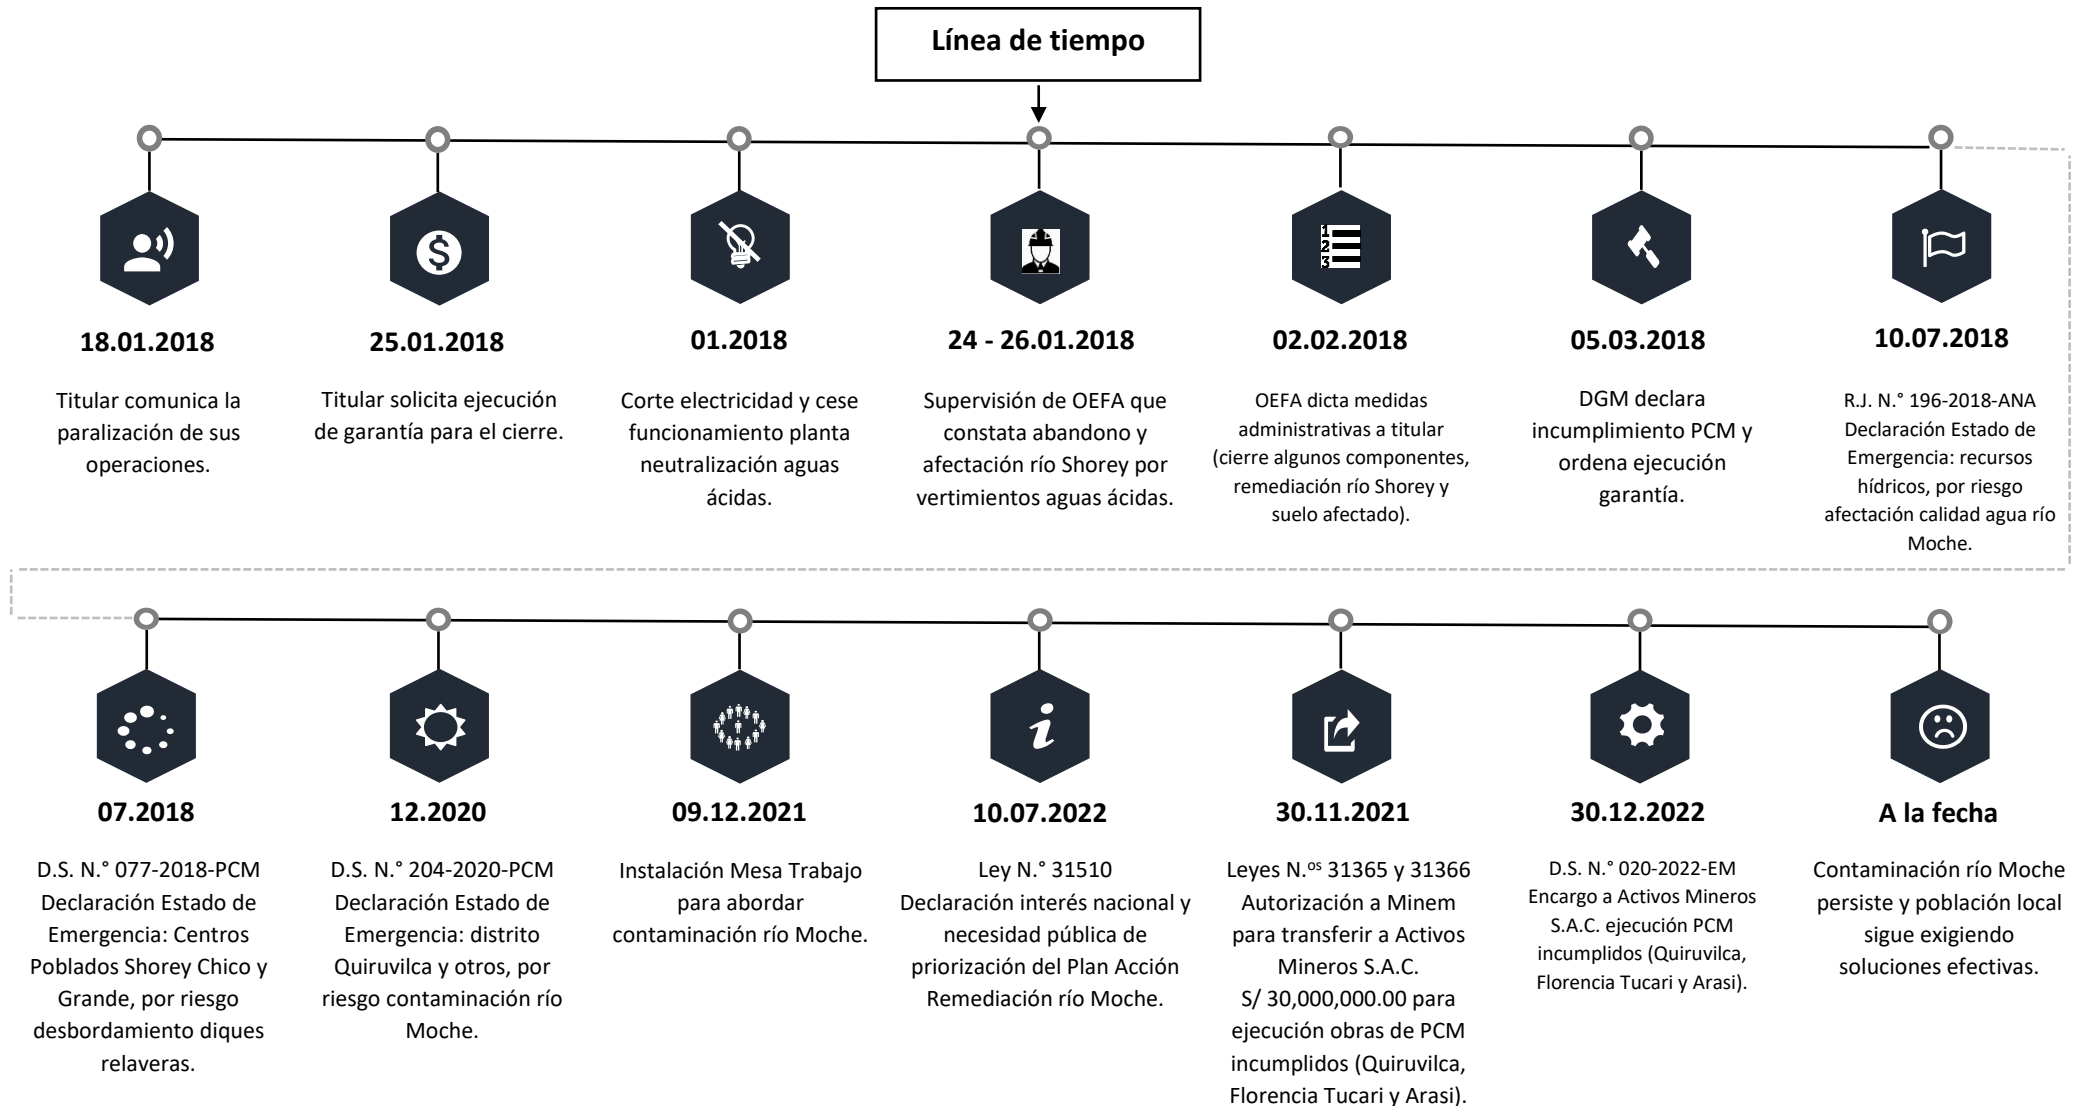 Línea de tiempo
18.01.2018
Titular comunica la
paralización de sus
operaciones.
25.01.2018
Titular solicita ejecución
de garantía para el cierre.
01.2018
Corte electricidad y cese
funcionamiento planta
neutralización aguas
ácidas.
24 - 26.01.2018
Supervisión de OEFA que
constata abandono y
afectación río Shorey por
vertimientos aguas ácidas.
1
2
3
02.02.2018
OEFA dicta medidas
administrativas a titular
(cierre algunos componentes,
remediación río Shorey y
suelo afectado).
05.03.2018
DGM declara
incumplimiento PCM y
ordena ejecución
garantía.
10.07.2018
R.J. N.° 196-2018-ANA
Declaración Estado de
Emergencia: recursos
hídricos, por riesgo
afectación calidad agua río
Moche.
07.2018
D.S. N.° 077-2018-PCM
Declaración Estado de
Emergencia: Centros
Poblados Shorey Chico y
Grande, por riesgo
desbordamiento diques
relaveras.
12.2020
D.S. N.° 204-2020-PCM
Declaración Estado de
Emergencia: distrito
Quiruvilca y otros, por
riesgo contaminación río
Moche.
09.12.2021
Instalación Mesa Trabajo
para abordar
contaminación río Moche.
10.07.2022
Ley N.° 31510
Declaración interés nacional y
necesidad pública de
priorización del Plan Acción
Remediación río Moche.
30.11.2021
Leyes N.os 31365 y 31366
Autorización a Minem
para transferir a Activos
Mineros S.A.C.
S/ 30,000,000.00 para
ejecución obras de PCM
incumplidos (Quiruvilca,
Florencia Tucari y Arasi).
30.12.2022
D.S. N.° 020-2022-EM
Encargo a Activos Mineros
S.A.C. ejecución PCM
incumplidos (Quiruvilca,
Florencia Tucari y Arasi).
A la fecha
Contaminación río Moche
persiste y población local
sigue exigiendo
soluciones efectivas.